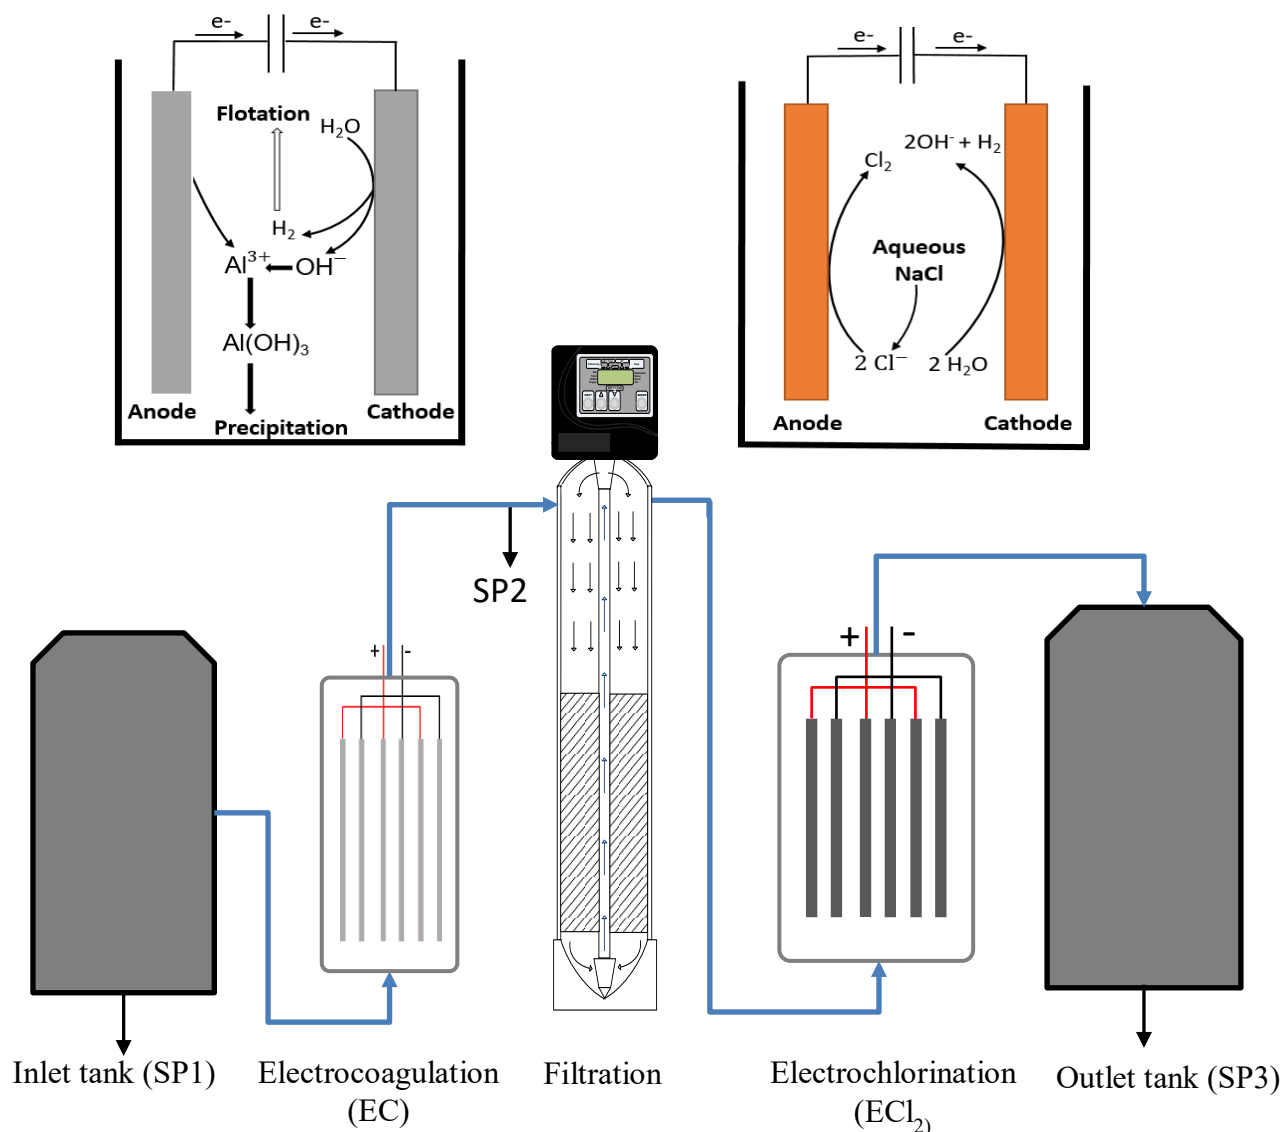 e- e-
Flotation
H₂O
H₂
Al³⁺ OH⁻
Al(OH)₃
Anode Cathode
Precipitation
e- e-
2OH⁻ + H₂
Cl₂
Aqueous
NaCl
2 Cl⁻ 2 H₂O
Anode Cathode
SP2
+ -
+ -
Inlet tank (SP1)
Electrocoagulation
(EC)
Filtration
Electrochlorination
(ECl₂)
Outlet tank (SP3)